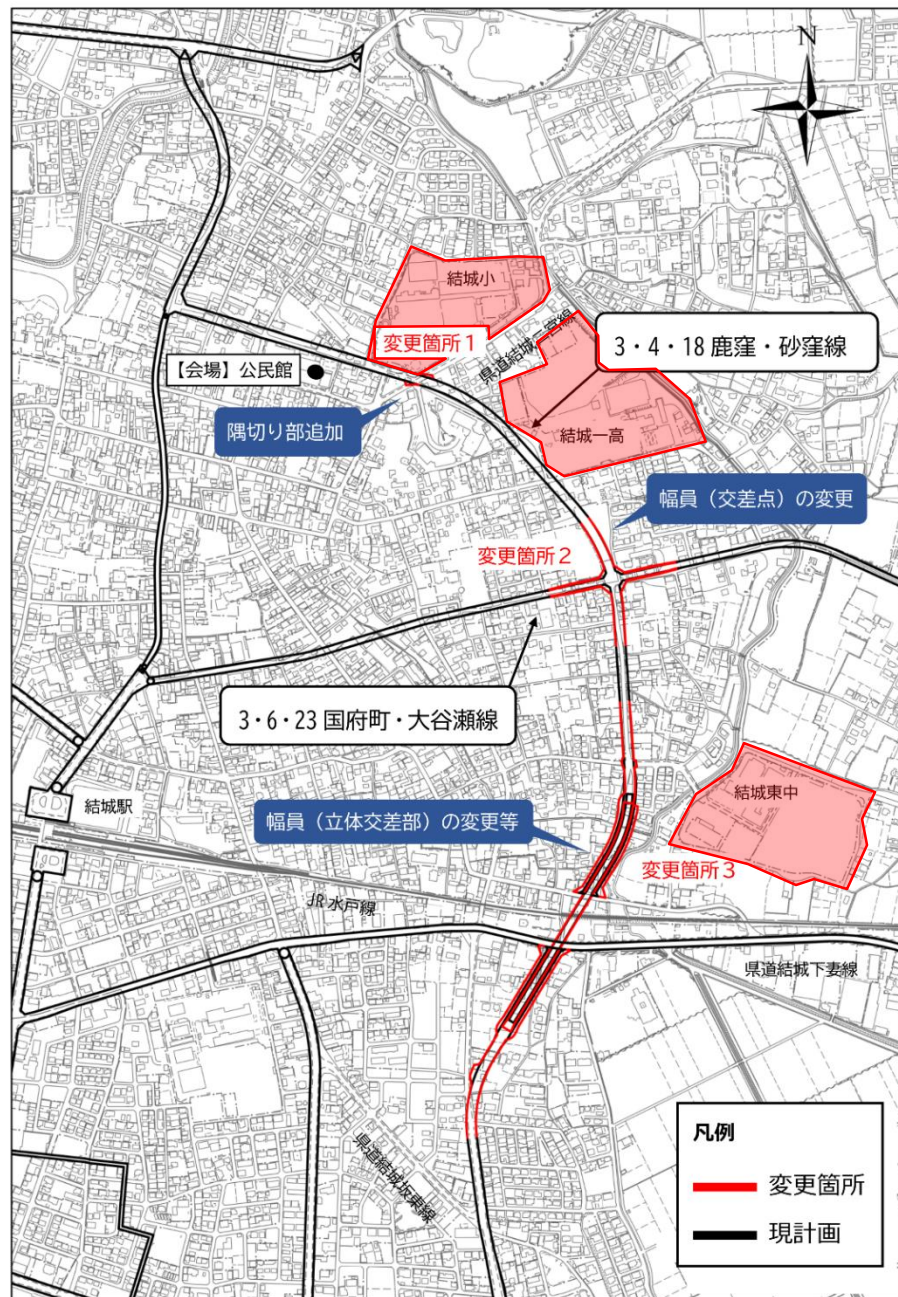 N
結城小
変更箇所1
県道結城二宮線
3・4・18 鹿窪・砂窪線
【会場】公民館
隅切り部追加
結城一高
幅員（交差点）の変更
変更箇所2
3・6・23 国府町・大谷瀬線
結城東中
結城駅
幅員（立体交差部）の変更等
変更箇所3
JR 水戸線
県道結城下妻線
県道結城坂東線
凡例
変更箇所
現計画